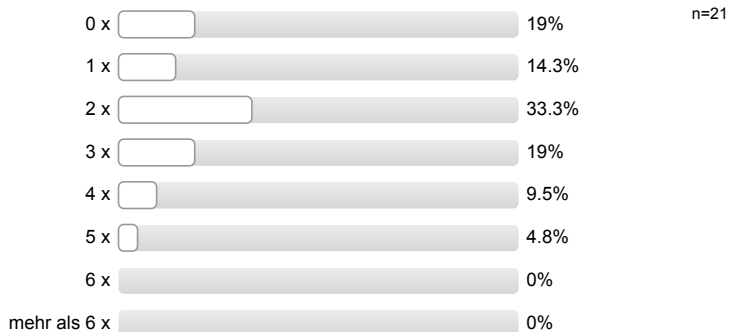 n=21
0 x 19%
1 x 14.3%
2 x 33.3%
3 x 19%
4 x 9.5%
5 x 4.8%
6 x 0%
mehr als 6 x 0%